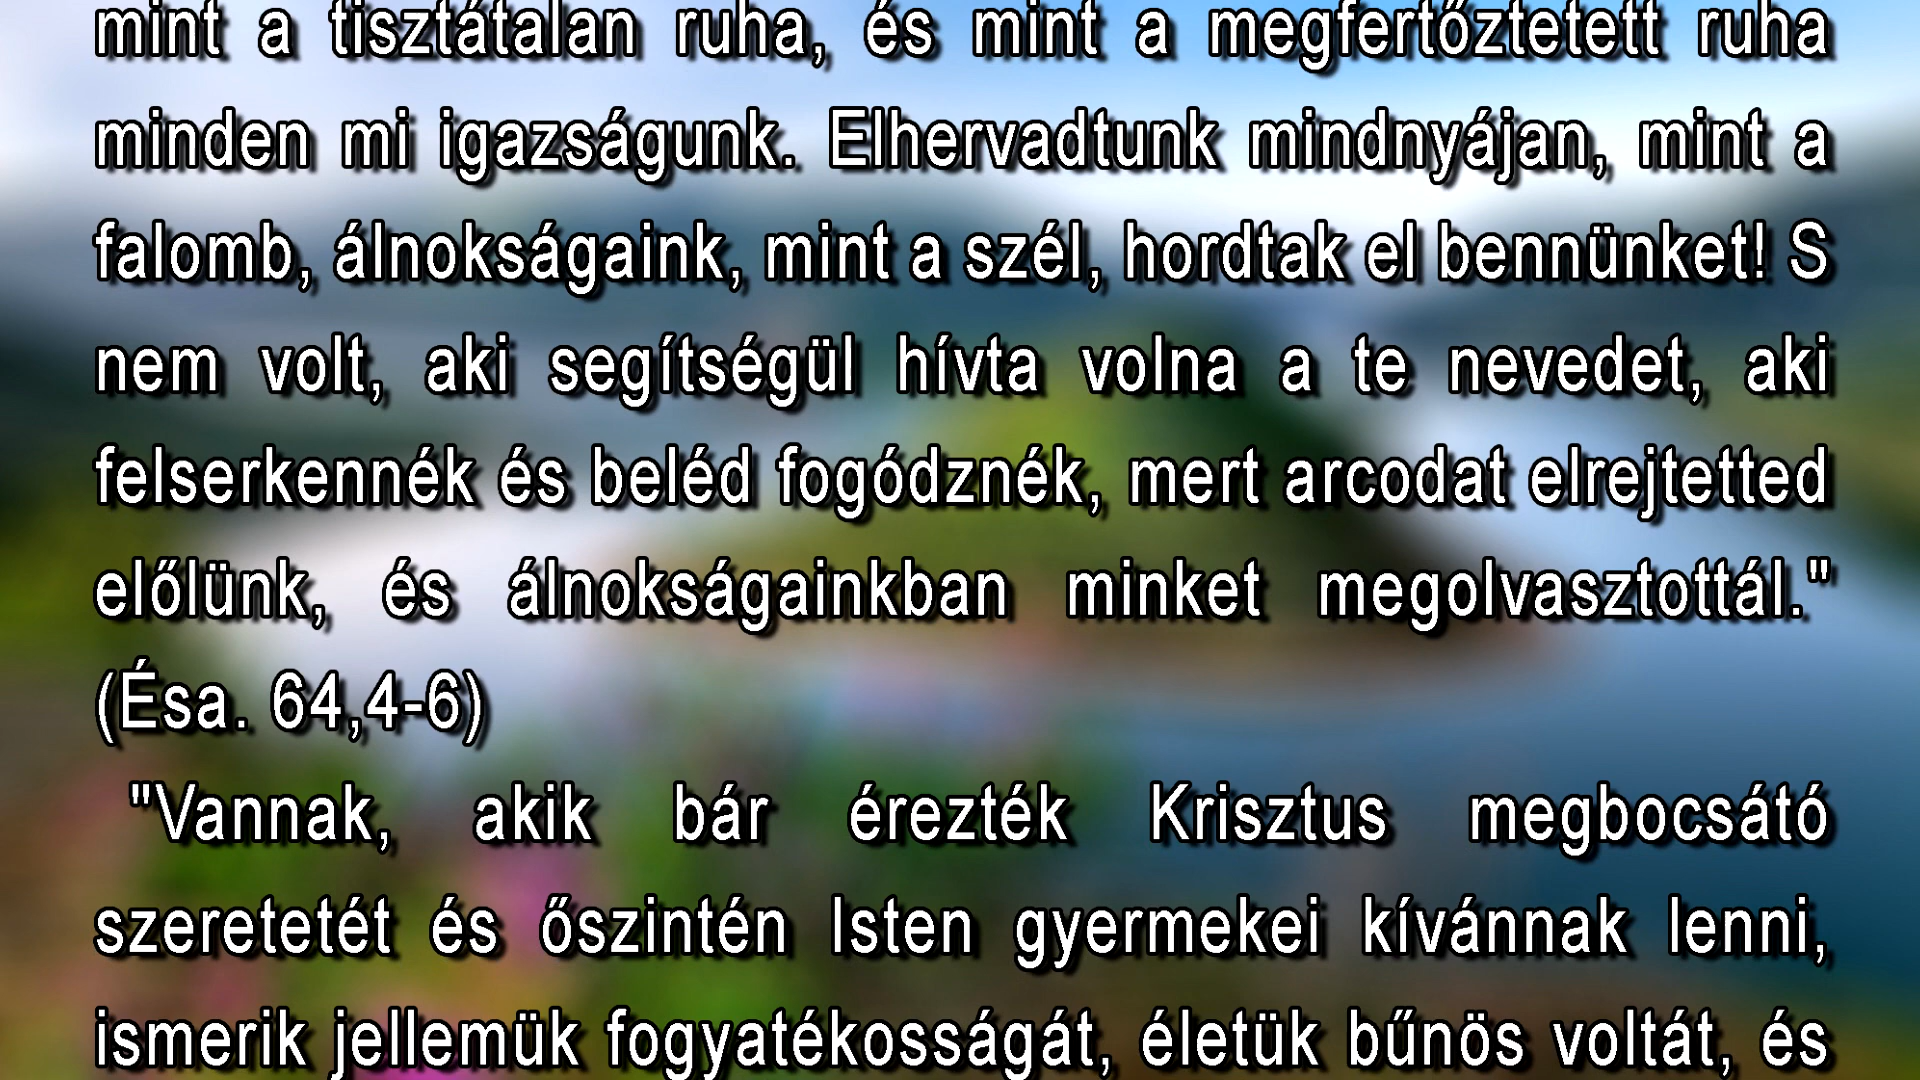 mint a tisztátalan ruha, és mint a megfertőztetett ruha
minden mi igazságunk. Elhervadtunk mindnyájan, mint a
falomb, álnokságaink, mint a szél, hordtak el bennünket! S
nem volt, aki segítségül hívta volna a te nevedet, aki
felserkennék és beléd fogódznék, mert arcodat elrejtetted
előlünk, és álnokságainkban minket megolvasztottál."
(Ésa. 64,4-6)
"Vannak, akik bár érezték Krisztus megbocsátó
szeretetét és őszintén Isten gyermekei kívánnak lenni,
ismerik jellemük fogyatékosságát, életük bűnös voltát, és